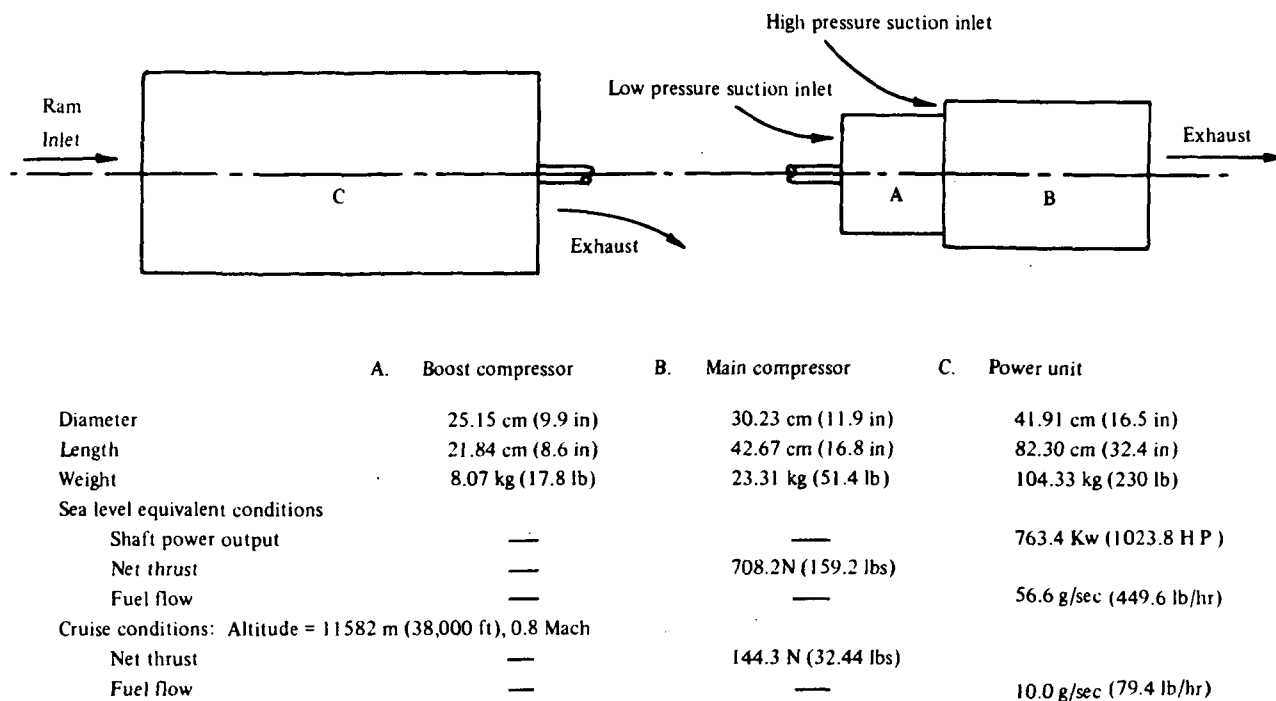 High pressure suction inlet
Low pressure suction inlet
Ram
Inlet
Exhaust
C
A
B
Exhaust
A. Boost compressor B. Main compressor C. Power unit
Diameter 25.15 cm (9.9 in) 30.23 cm (11.9 in) 41.91 cm (16.5 in)
Length 21.84 cm (8.6 in) 42.67 cm (16.8 in) 82.30 cm (32.4 in)
Weight 8.07 kg (17.8 lb) 23.31 kg (51.4 lb) 104.33 kg (230 lb)
Sea level equivalent conditions
Shaft power output — — 763.4 Kw (1023.8 H P )
Net thrust — 708.2N (159.2 lbs)
Fuel flow — — 56.6 g/sec (449.6 lb/hr)
Cruise conditions: Altitude = 11582 m (38,000 ft), 0.8 Mach
Net thrust — 144.3 N (32.44 lbs)
Fuel flow — — 10.0 g/sec (79.4 lb/hr)